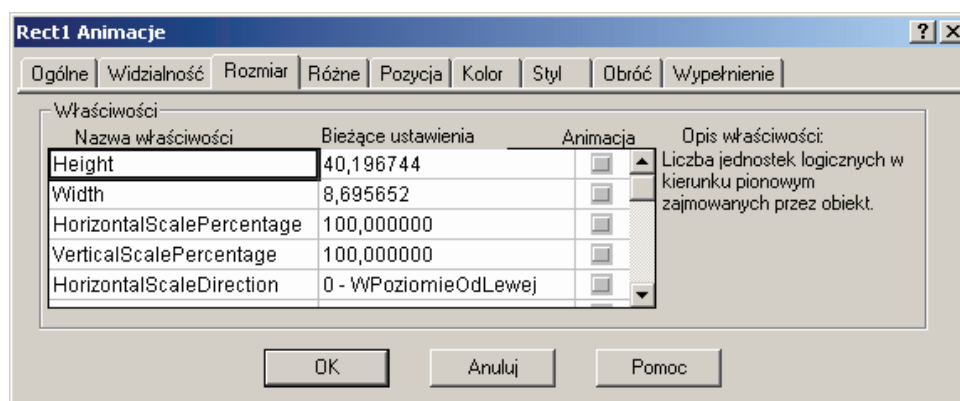 Rect1 Animacje
Ogólne Widzialność Rozmiar Różne Pozycja Kolor Styl Obróć Wypełnienie
Właściwości
Nazwa właściwości Bieżące ustawienia Animacja Opis właściwości:
Height 40,196744
Width 8,695652
HorizontalScalePercentage 100,000000
VerticalScalePercentage 100,000000
HorizontalScaleDirection 0 - WPoziomieOdLewej
Liczba jednostek logicznych w
kierunku pionowym
zajmowanych przez obiekt.
OK Anuluj Pomoc